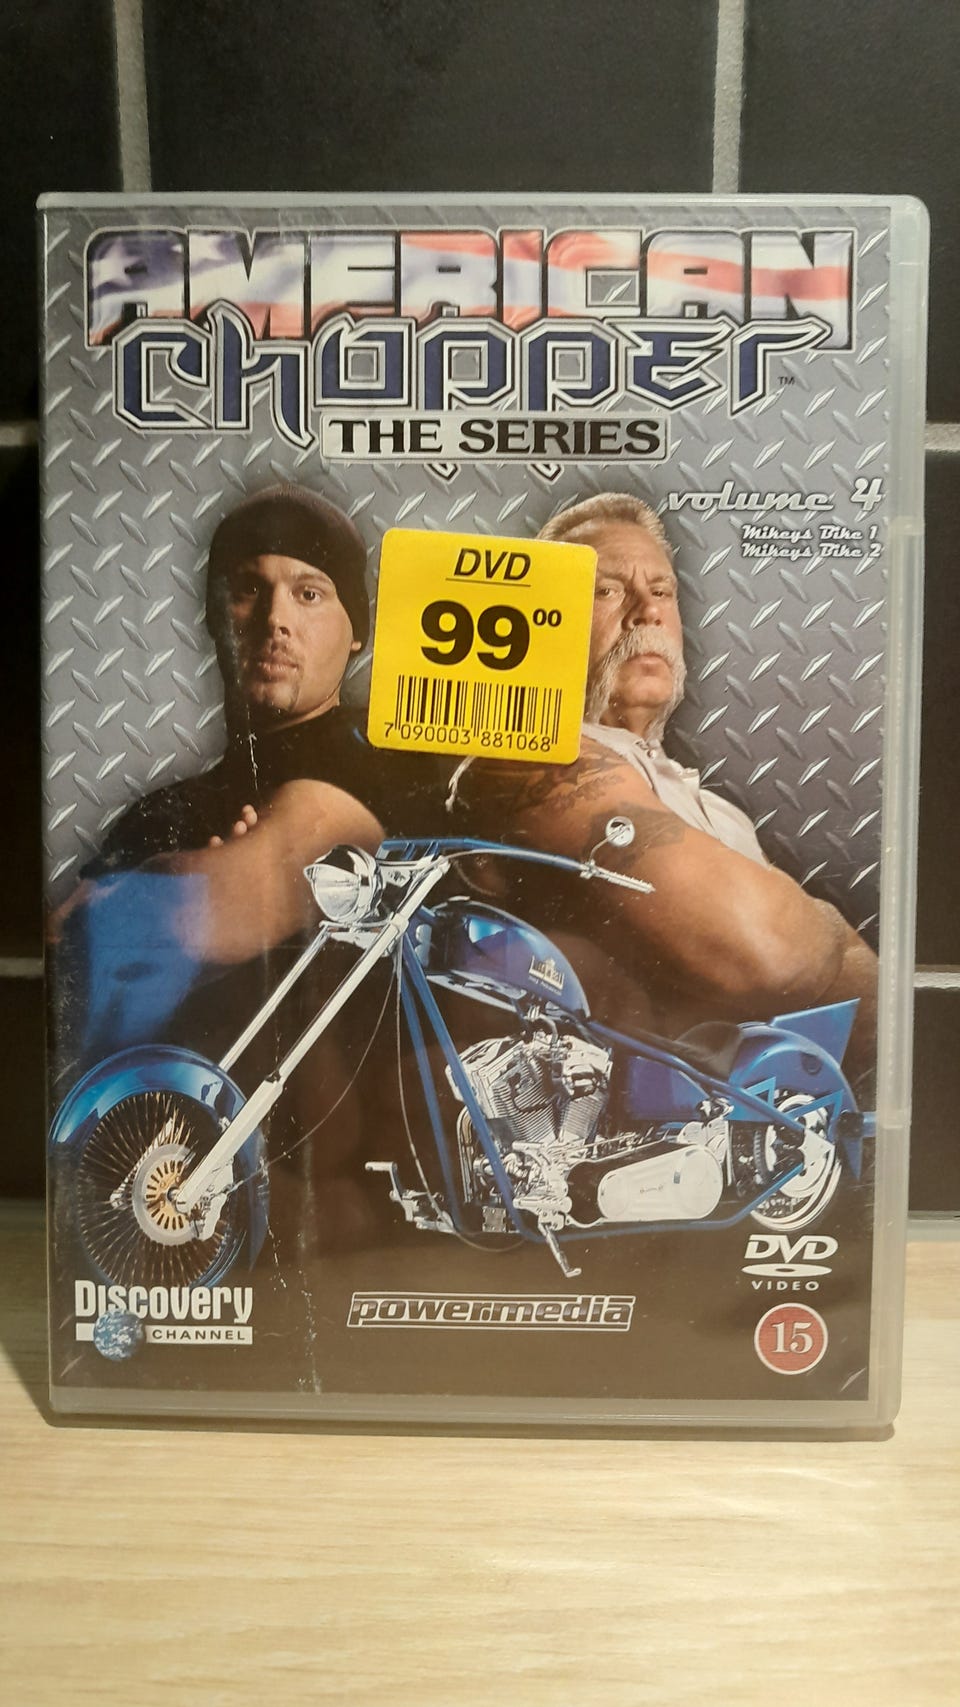 AMERICAN
chopper
™
THE SERIES
volume 4
Mikeys Bike 1
Mikeys Bike 2
DVD
99⁰⁰
7 090003 881068
Discovery
CHANNEL
powermedia
DVD
VIDEO
15